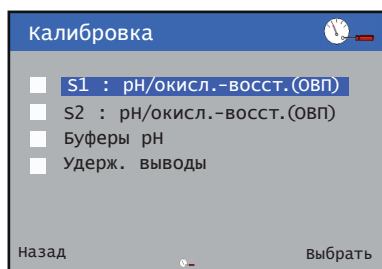 Калибровка
S1 : pH/окисл.-восст.(ОВП)
S2 : pH/окисл.-восст.(ОВП)
Буферы pH
Удерж. выводы
Назад Выбрать